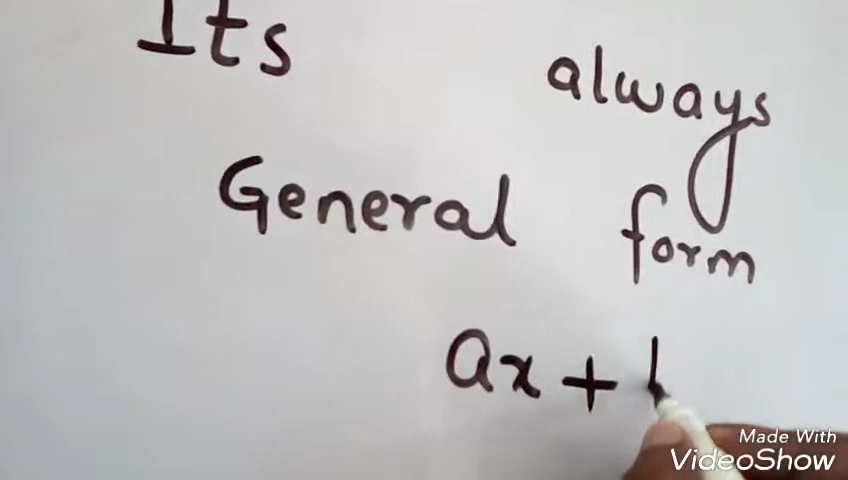 Its always
General form
ax +
Made With
VideoShow